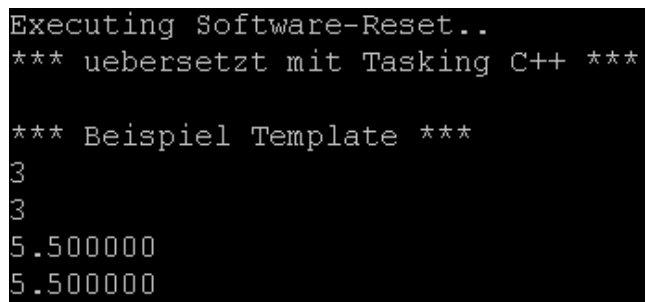 Executing Software-Reset..
*** uebersetzt mit Tasking C++ ***
*** Beispiel Template ***
3
3
5.500000
5.500000